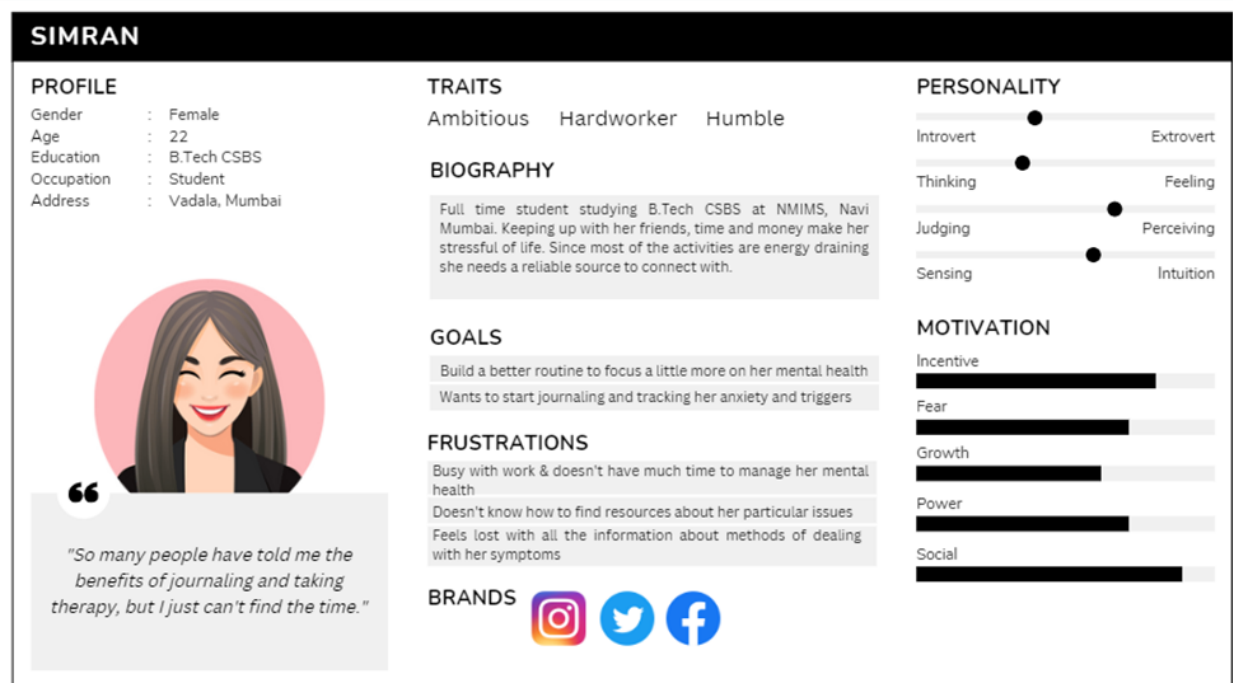 SIMRAN
PROFILE
Gender : Female
Age : 22
Education : B.Tech CSBS
Occupation : Student
Address : Vadala, Mumbai
"So many people have told me the
benefits of journaling and taking
therapy, but I just can't find the time."
TRAITS
Ambitious Hardworker Humble
BIOGRAPHY
Full time student studying B.Tech CSBS at NMIMS, Navi
Mumbai. Keeping up with her friends, time and money make her
stressful of life. Since most of the activities are energy draining
she needs a reliable source to connect with.
GOALS
Build a better routine to focus a little more on her mental health
Wants to start journaling and tracking her anxiety and triggers
FRUSTRATIONS
Busy with work & doesn't have much time to manage her mental
health
Doesn't know how to find resources about her particular issues
Feels lost with all the information about methods of dealing
with her symptoms
BRANDS
PERSONALITY
Introvert Extrovert
Thinking Feeling
Judging Perceiving
Sensing Intuition
MOTIVATION
Incentive
Fear
Growth
Power
Social